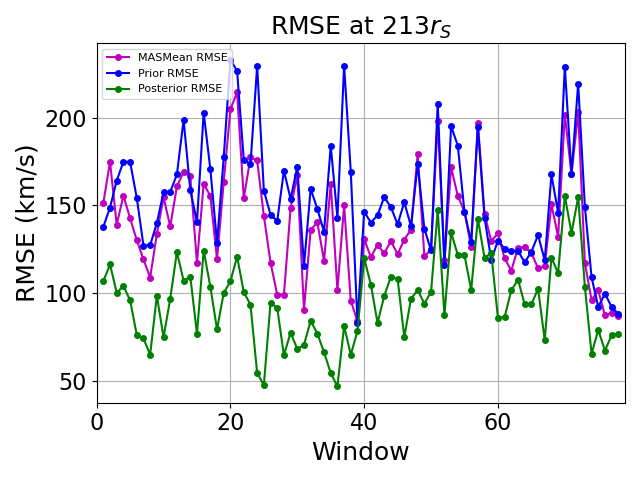 RMSE at 213r_S
MASMean RMSE
Prior RMSE
Posterior RMSE
RMSE (km/s)
200
150
100
50
0 20 40 60
Window